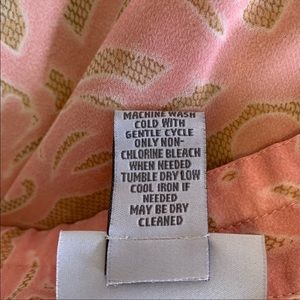 MACHINE WASH
COLD WITH
GENTLE CYCLE
ONLY NON-
CHLORINE BLEACH
WHEN NEEDED
TUMBLE DRY LOW
COOL IRON IF
NEEDED
MAY BE DRY
CLEANED